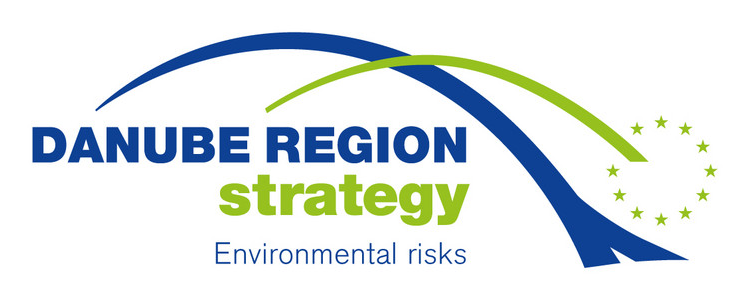 DANUBE REGION
strategy
Environmental risks